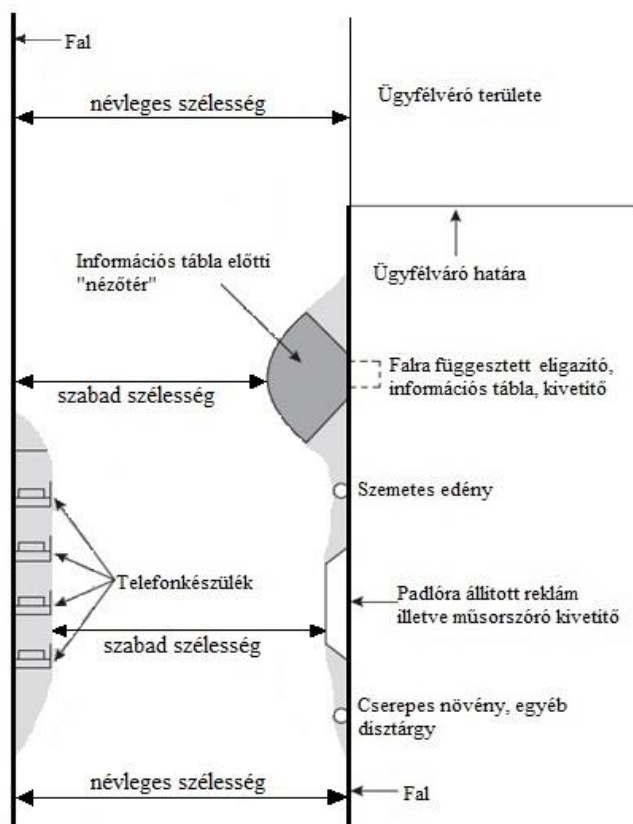 Fal
névleges szélesség
Ügyfélvéró területe
Információs tábla előtti
"nézőtér"
Ügyfélváró határa
szabad szélesség
Falra függesztett eligazító,
információs tábla, kivetítő
Szemetes edény
Telefonkészülék
Padlóra állított reklám
illetve műsorszóró kivetítő
szabad szélesség
Cserepes növény, egyéb
dísztárgy
névleges szélesség
Fal